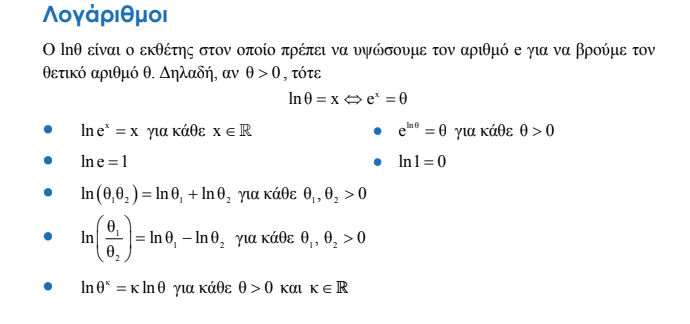 Λογάριθμοι
Ο lnθ είναι ο εκθέτης στον οποίο πρέπει να υψώσουμε τον αριθμό e για να βρούμε τον
θετικό αριθμό θ. Δηλαδή, αν θ > 0, τότε
lnθ = x ⇔ eˣ = θ
• ln eˣ = x για κάθε x ∈ ℝ • e^{lnθ} = θ για κάθε θ > 0
• ln e = 1 • ln1 = 0
• ln(θ₁θ₂) = lnθ₁ + lnθ₂ για κάθε θ₁, θ₂ > 0
• ln(θ₁/θ₂) = lnθ₁ − lnθ₂ για κάθε θ₁, θ₂ > 0
• lnθ^κ = κ lnθ για κάθε θ > 0 και κ ∈ ℝ